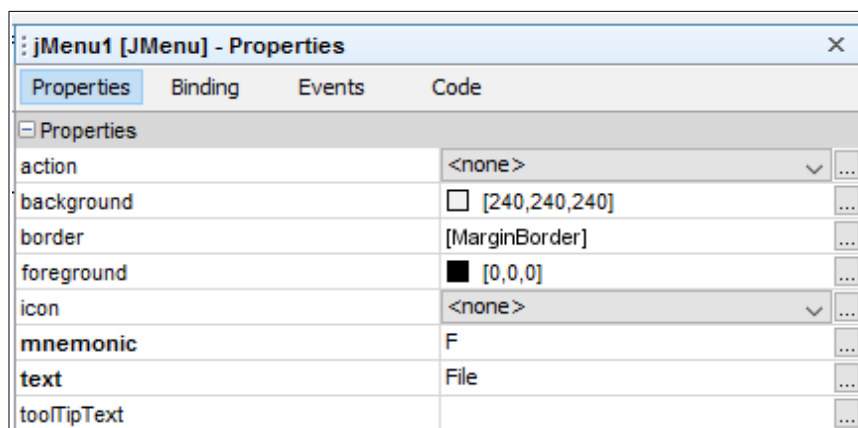 jMenu1 [JMenu] - Properties
Properties Binding Events Code
Properties
action <none> ...
background [240,240,240] ...
border [MarginBorder] ...
foreground [0,0,0] ...
icon <none> ...
mnemonic F ...
text File ...
toolTipText ...